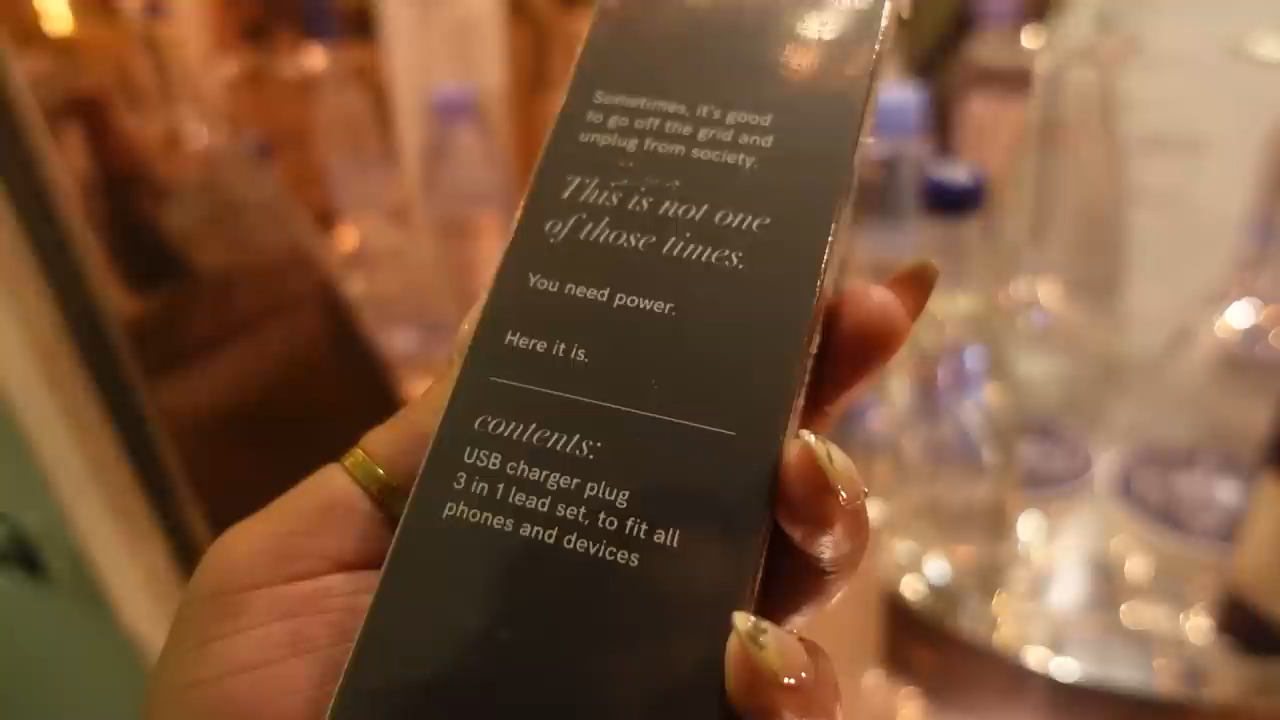 Sometimes, it's good
to go off the grid and
unplug from society.
This is not one
of those times.
You need power.
Here it is.
contents:
USB charger plug
3 in 1 lead set, to fit all
phones and devices